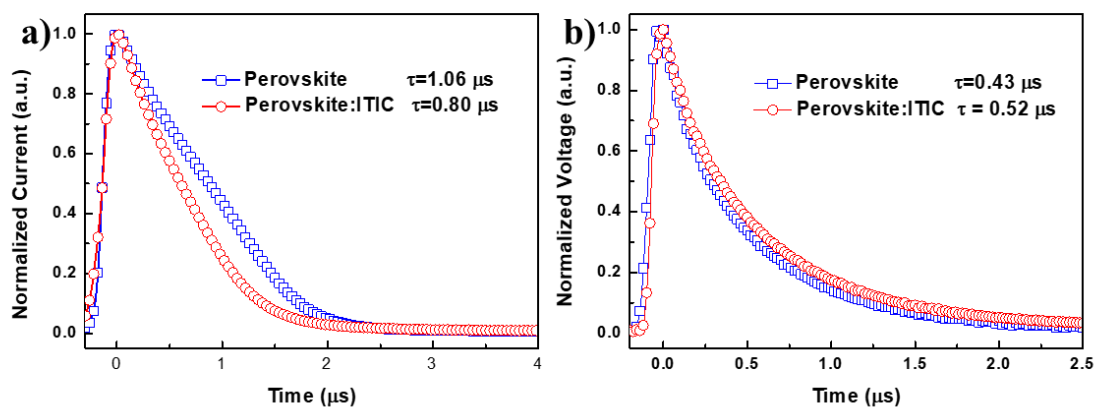 a)
Normalized Current (a.u.)
1.0
0.8
0.6
0.4
0.2
0.0
Perovskite τ=1.06 μs
Perovskite:ITIC τ=0.80 μs
0 1 2 3 4
Time (μs)
b)
Normalized Voltage (a.u.)
1.0
0.8
0.6
0.4
0.2
0.0
Perovskite τ=0.43 μs
Perovskite:ITIC τ = 0.52 μs
0.0 0.5 1.0 1.5 2.0 2.5
Time (μs)